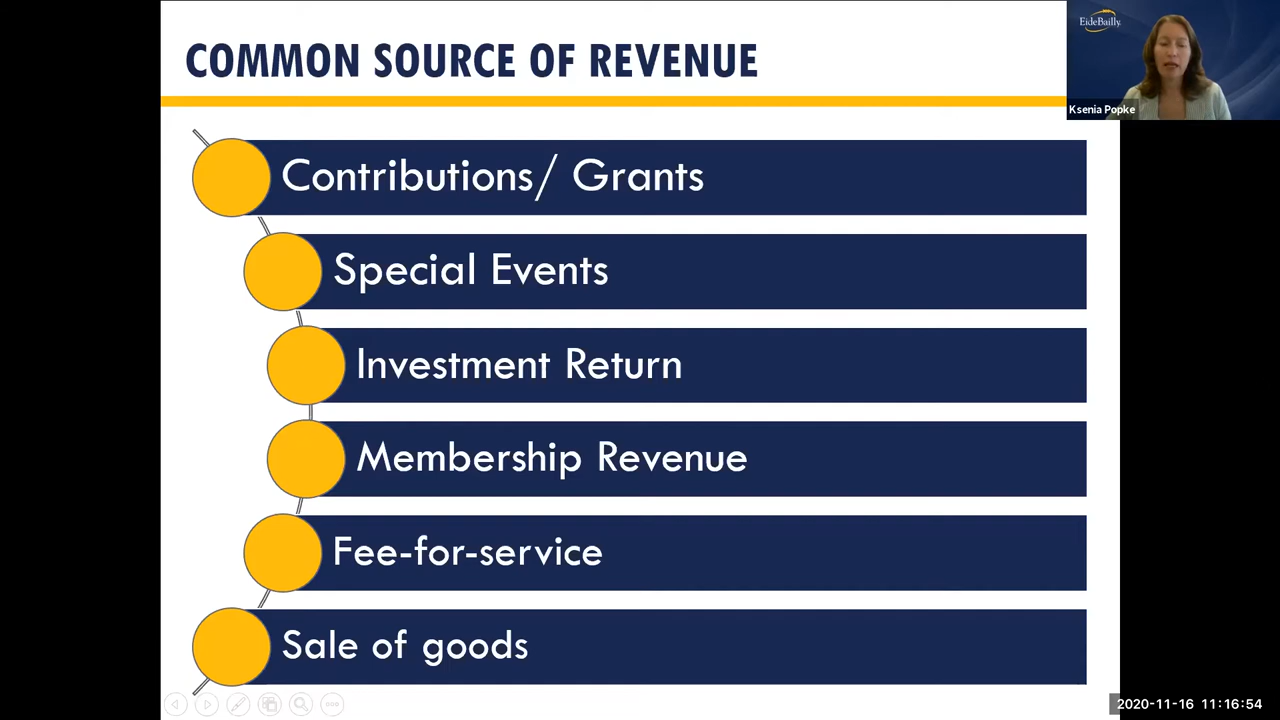 COMMON SOURCE OF REVENUE
EideBailly
Ksenia Popke
Contributions/ Grants
Special Events
Investment Return
Membership Revenue
Fee-for-service
Sale of goods
2020-11-16 11:16:54